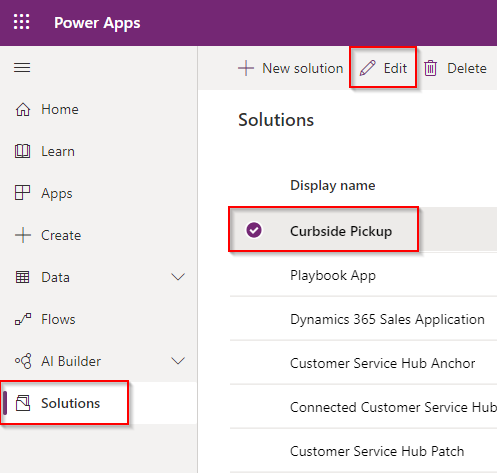 Power Apps
New solution Edit Delete
Home
Learn
Apps
Create
Data
Flows
AI Builder
Solutions
Solutions
Display name
Curbside Pickup
Playbook App
Dynamics 365 Sales Application
Customer Service Hub Anchor
Connected Customer Service Hub
Customer Service Hub Patch